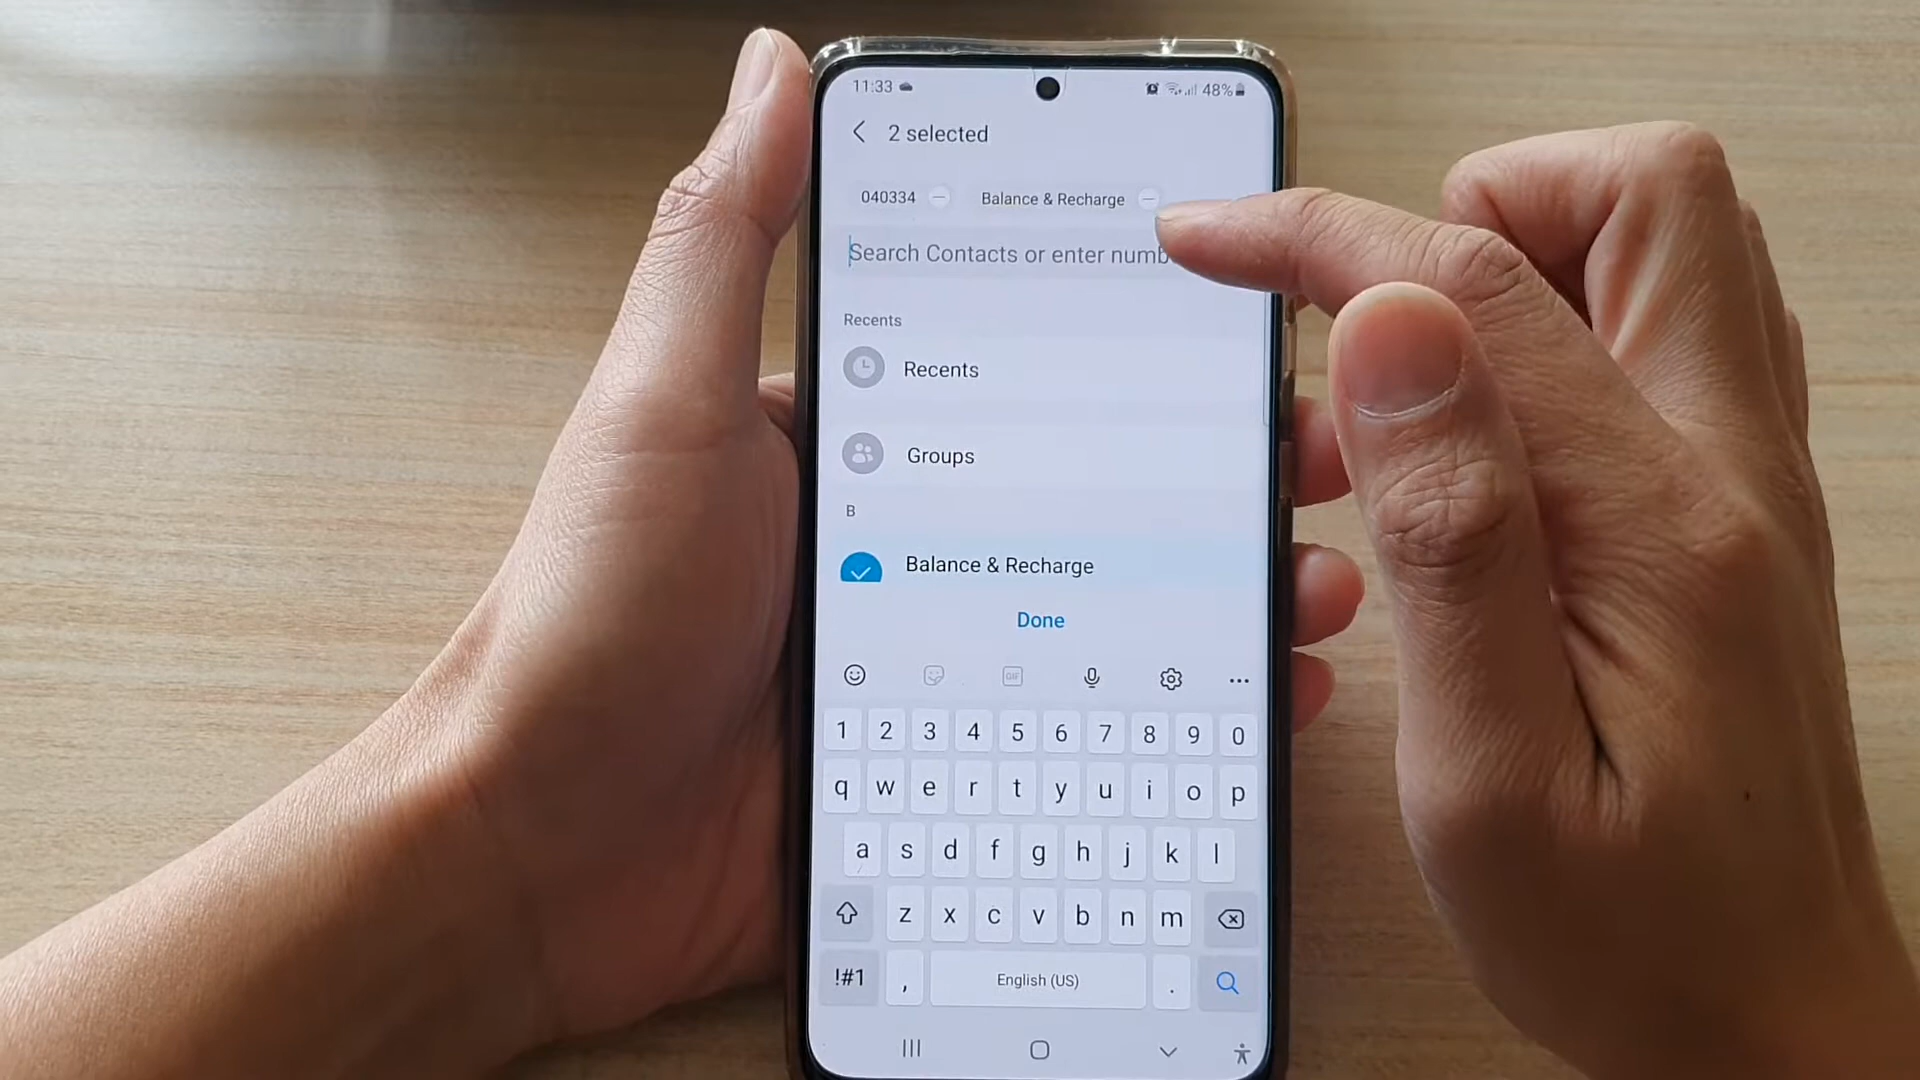 11:33 48%
2 selected
040334 Balance & Recharge
Search Contacts or enter numb
Recents
Recents
Groups
B
Balance & Recharge
Done
GIF
1 2 3 4 5 6 7 8 9 0
q w e r t y u i o p
a s d f g h j k l
z x c v b n m
!#1 , English (US) .